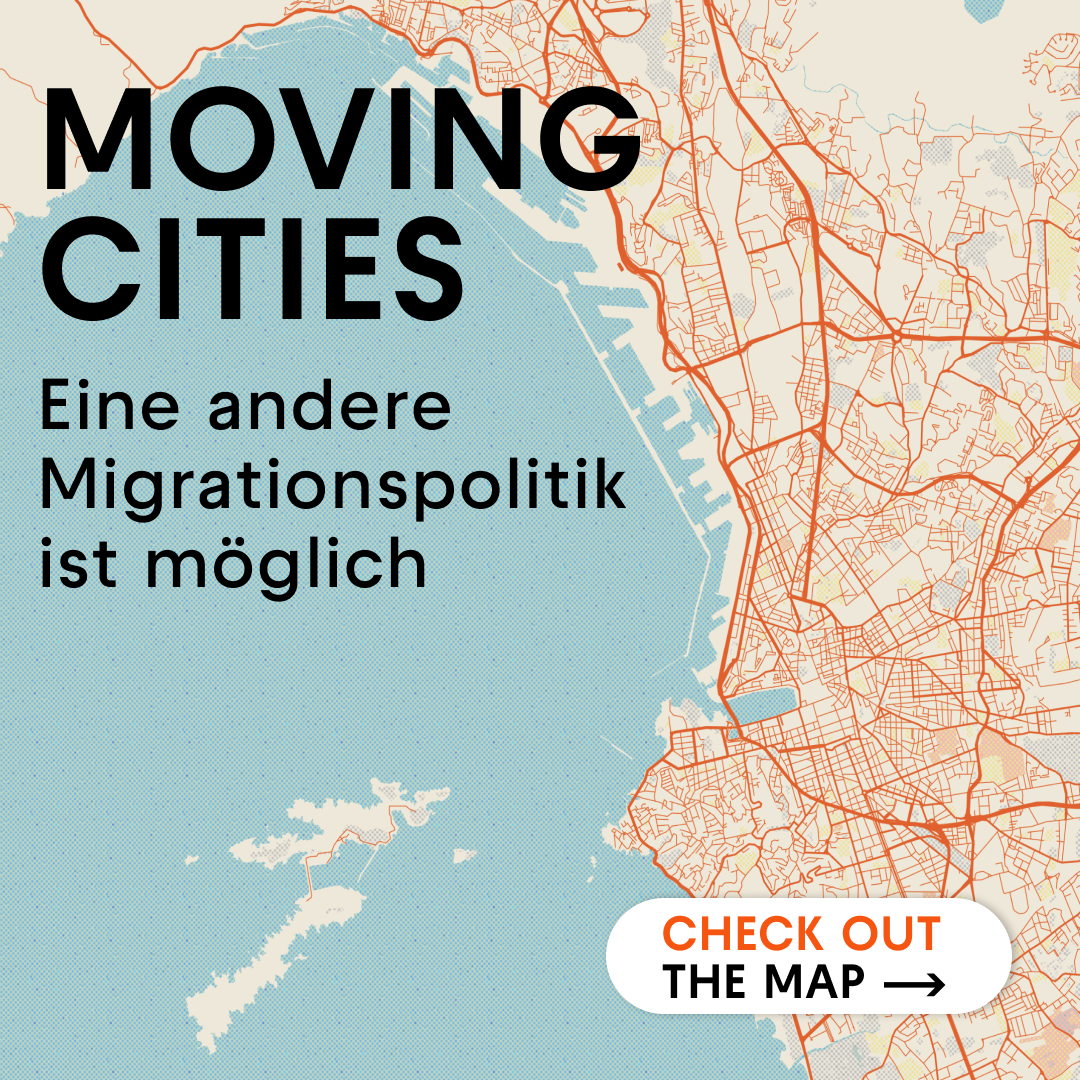 MOVING
CITIES
Eine andere
Migrationspolitik
ist möglich
CHECK OUT
THE MAP →